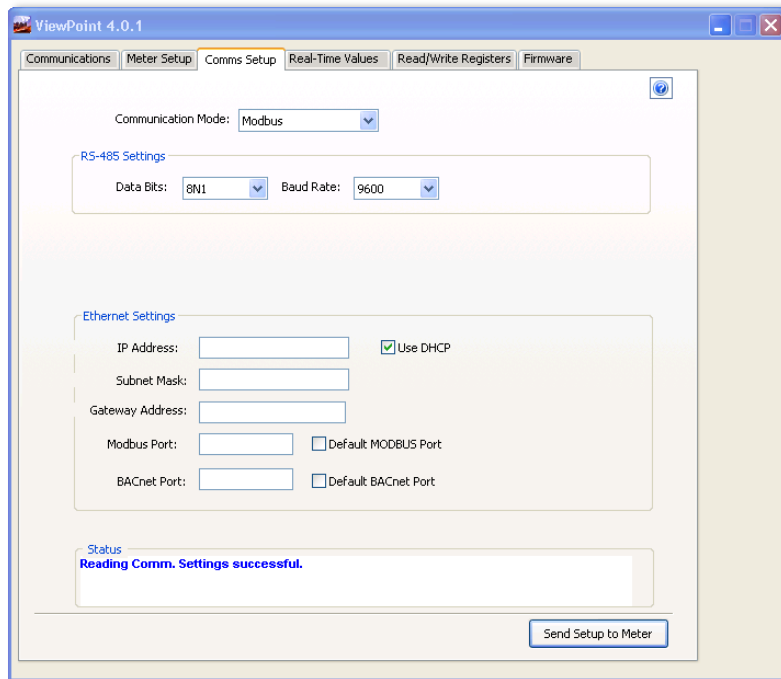 ViewPoint 4.0.1
Communications Meter Setup Comms Setup Real-Time Values Read/Write Registers Firmware
Communication Mode: Modbus
RS-485 Settings
Data Bits: 8N1 Baud Rate: 9600
Ethernet Settings
IP Address: Use DHCP
Subnet Mask:
Gateway Address:
Modbus Port: Default MODBUS Port
BACnet Port: Default BACnet Port
Status
Reading Comm. Settings successful.
Send Setup to Meter